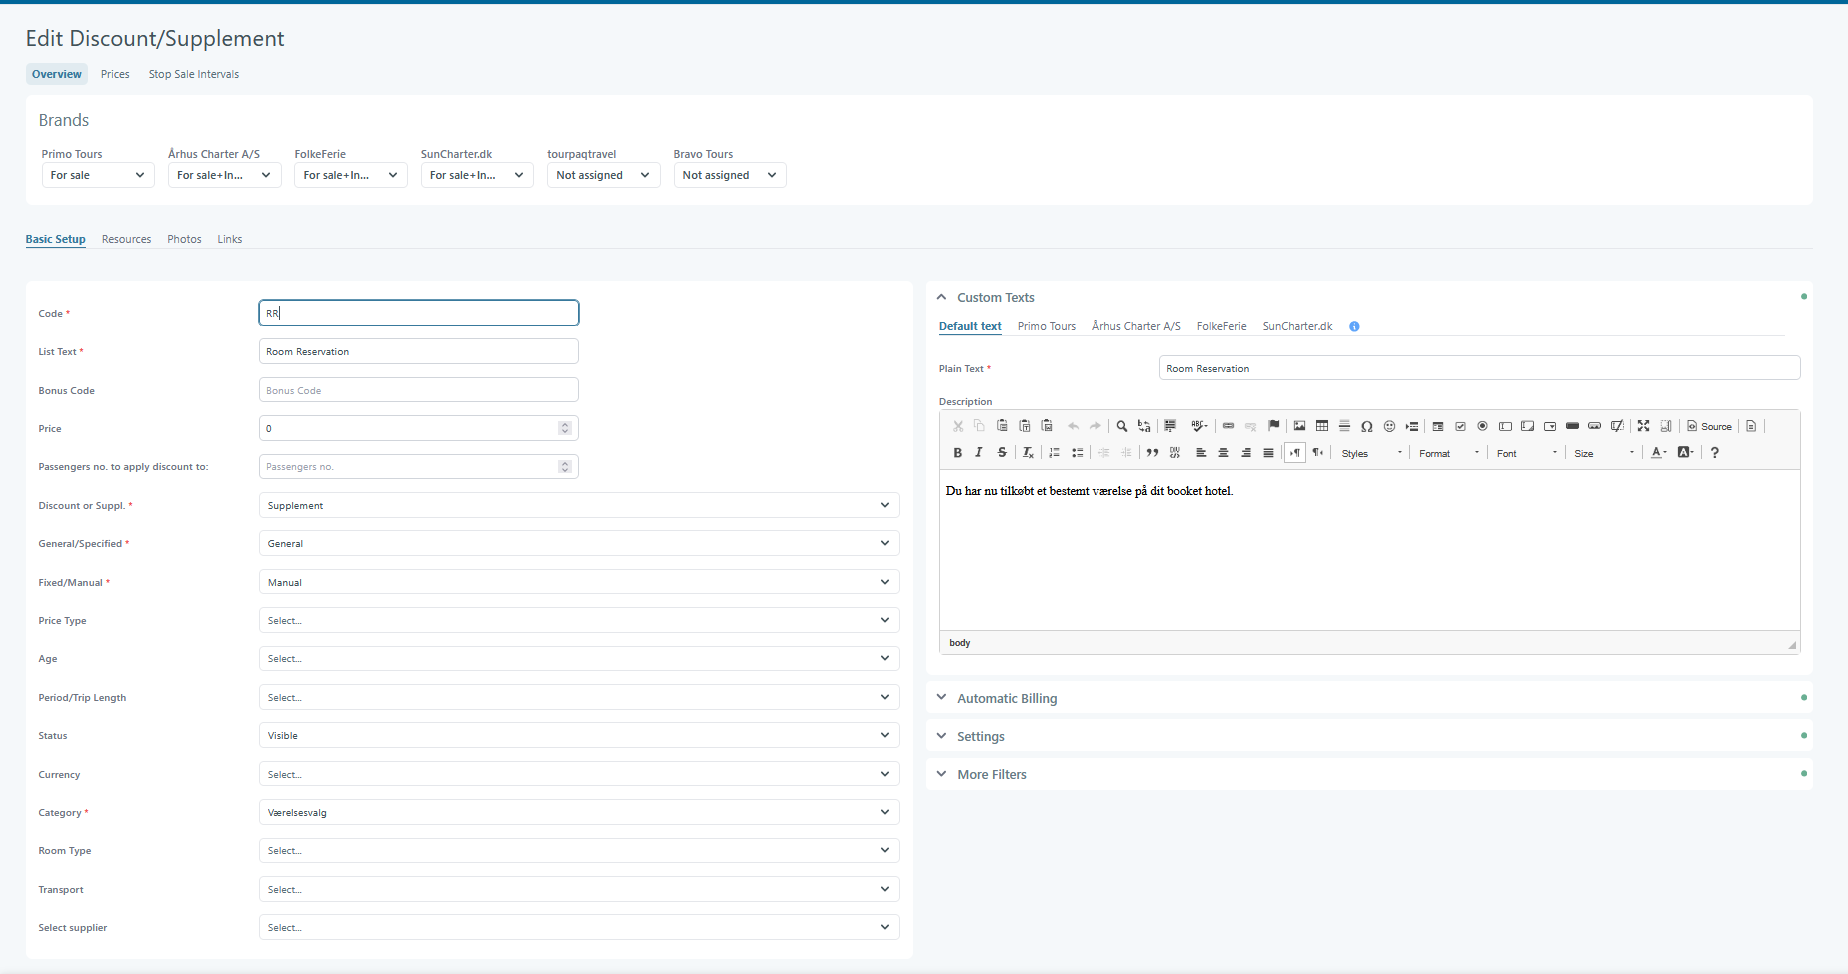 Edit Discount/Supplement
Overview Prices Stop Sale Intervals
Brands
Primo Tours Århus Charter A/S FolkeFerie SunCharter.dk tourpaqtravel Bravo Tours
For sale For sale+In... For sale+In... For sale+In... Not assigned Not assigned
Basic Setup Resources Photos Links
Code * RR
List Text * Room Reservation
Bonus Code Bonus Code
Price 0
Passengers no. to apply discount to: Passengers no.
Discount or Suppl. * Supplement
General/Specified * General
Fixed/Manual * Manual
Price Type Select...
Age Select...
Period/Trip Length Select...
Status Visible
Currency Select...
Category * Værelsesvalg
Room Type Select...
Transport Select...
Select supplier Select...
Custom Texts
Default text Primo Tours Århus Charter A/S FolkeFerie SunCharter.dk
Plain Text * Room Reservation
Description
Source
Styles Format Font Size
Du har nu tilkøbt et bestemt værelse på dit booket hotel.
body
Automatic Billing
Settings
More Filters